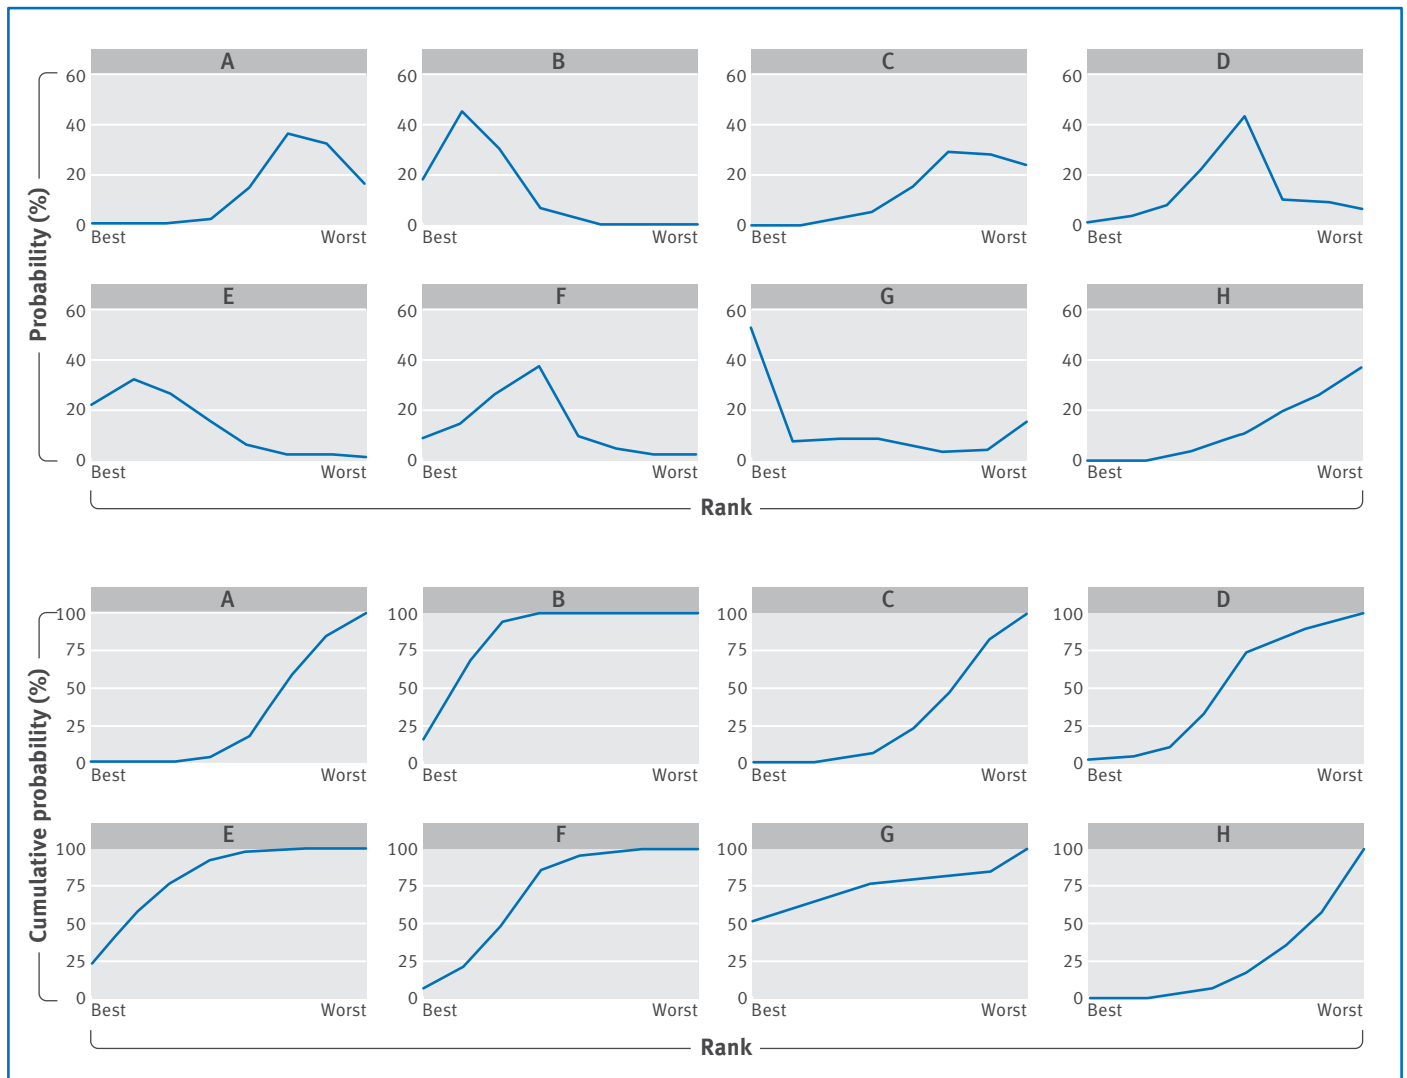 A B C D
60 60 60 60
40 40 40 40
20 20 20 20
0 0 0 0
Best Worst Best Worst Best Worst Best Worst
Probability (%)
E F G H
60 60 60 60
40 40 40 40
20 20 20 20
0 0 0 0
Best Worst Best Worst Best Worst Best Worst
Rank
A B C D
100 100 100 100
75 75 75 75
50 50 50 50
25 25 25 25
0 0 0 0
Best Worst Best Worst Best Worst Best Worst
Cumulative probability (%)
E F G H
100 100 100 100
75 75 75 75
50 50 50 50
25 25 25 25
0 0 0 0
Best Worst Best Worst Best Worst Best Worst
Rank